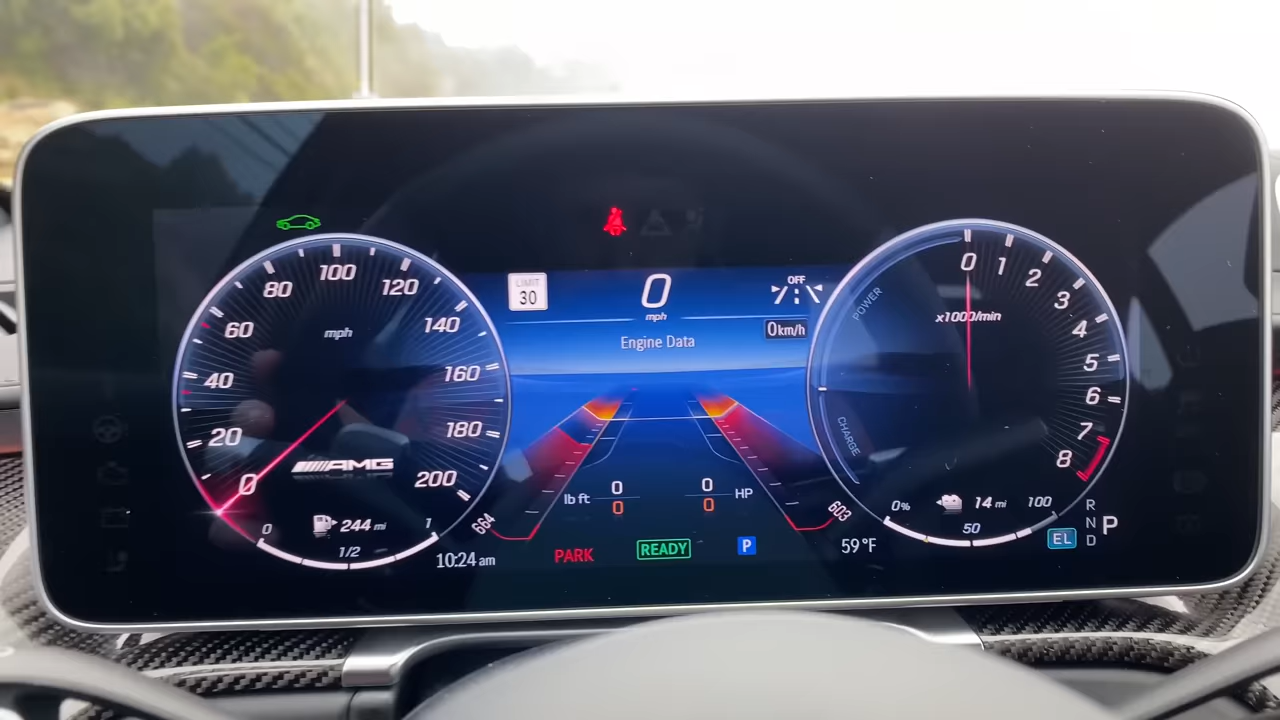 LIMIT
30
0
mph
OFF
0km/h
Engine Data
100
80
120
60
140
mph
40
160
20
180
AMG
0
200
0
244 mi
1
1/2
0
1
2
3
4
5
6
7
8
x1000/min
POWER
CHARGE
0%
14 mi
100
50
lb ft
0
0
0
0
HP
664
603
10:24 am
PARK
READY
P
59°F
EL
R
N
D
P